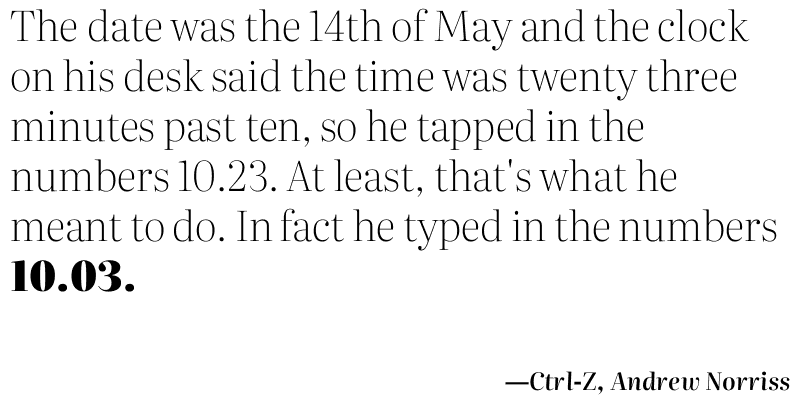 The date was the 14th of May and the clock
on his desk said the time was twenty three
minutes past ten, so he tapped in the
numbers 10.23. At least, that's what he
meant to do. In fact he typed in the numbers
10.03.
—Ctrl-Z, Andrew Norriss